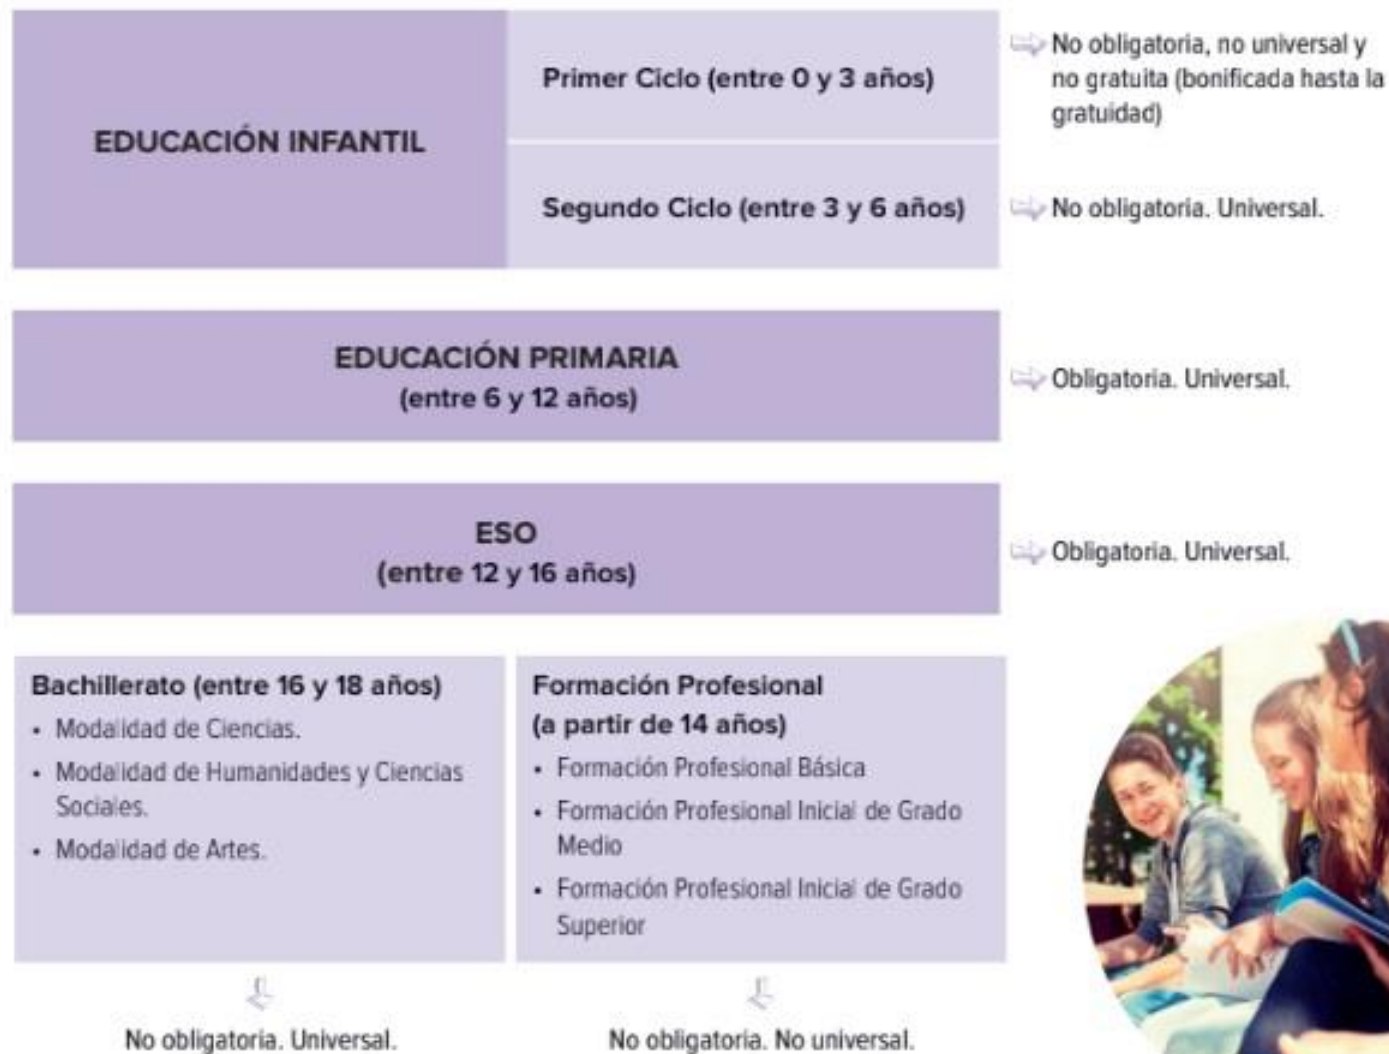 EDUCACIÓN INFANTIL
Primer Ciclo (entre 0 y 3 años)
No obligatoria, no universal y
no gratuita (bonificada hasta la
gratuidad)
Segundo Ciclo (entre 3 y 6 años)
No obligatoria. Universal.
EDUCACIÓN PRIMARIA
(entre 6 y 12 años)
Obligatoria. Universal.
ESO
(entre 12 y 16 años)
Obligatoria. Universal.
Bachillerato (entre 16 y 18 años)
• Modalidad de Ciencias.
• Modalidad de Humanidades y Ciencias
Sociales.
• Modalidad de Artes.
No obligatoria. Universal.
Formación Profesional
(a partir de 14 años)
• Formación Profesional Básica
• Formación Profesional Inicial de Grado
Medio
• Formación Profesional Inicial de Grado
Superior
No obligatoria. No universal.